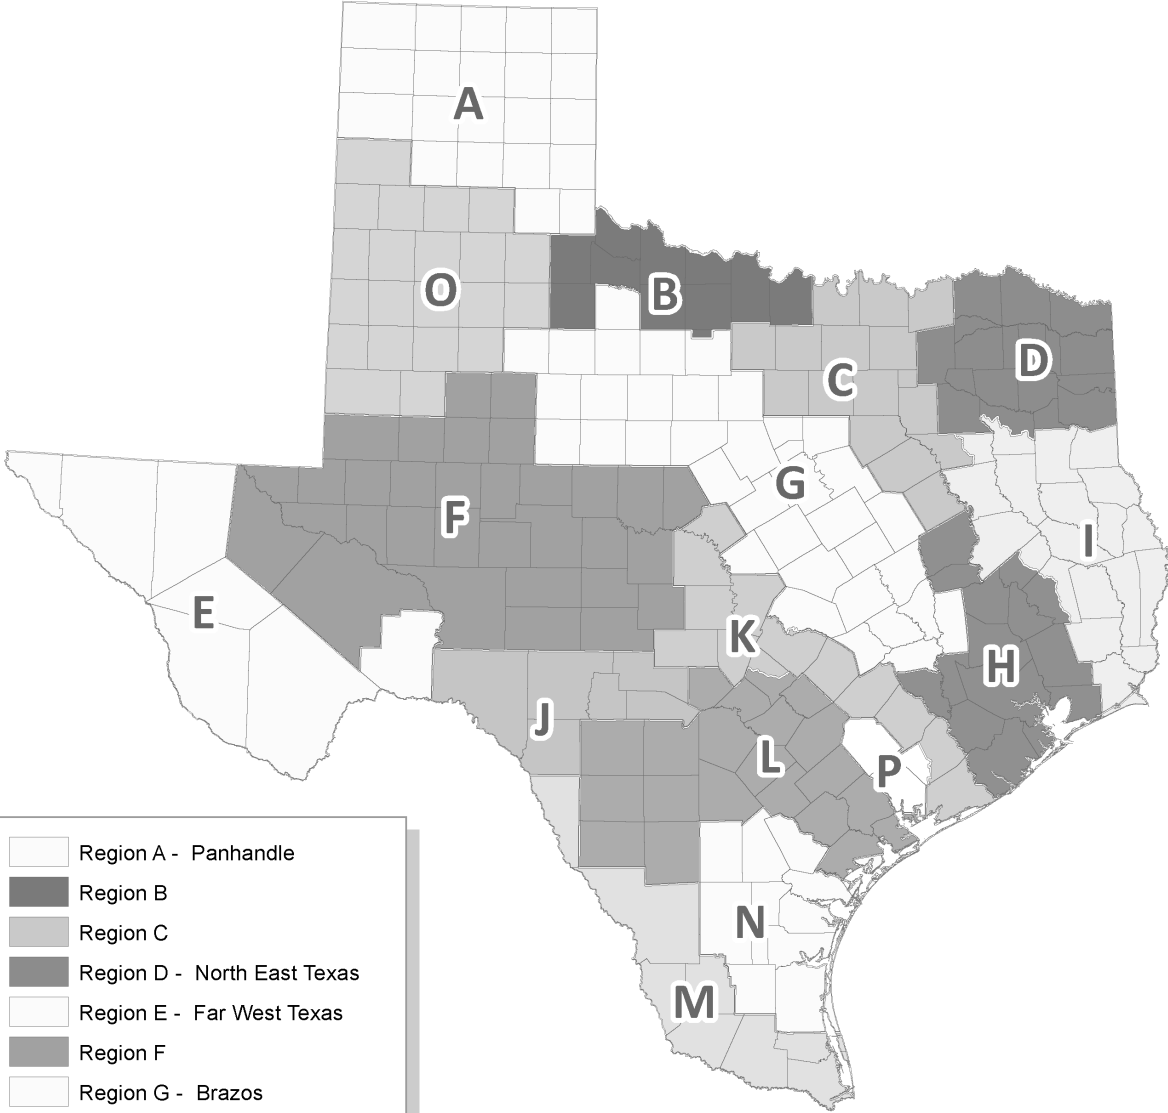 A
B
O
D
C
G
F
I
E
K
H
J
L
P
N
M
Region A -  Panhandle
Region B
Region C
Region D -  North East Texas
Region E -  Far West Texas
Region F
Region G -  Brazos